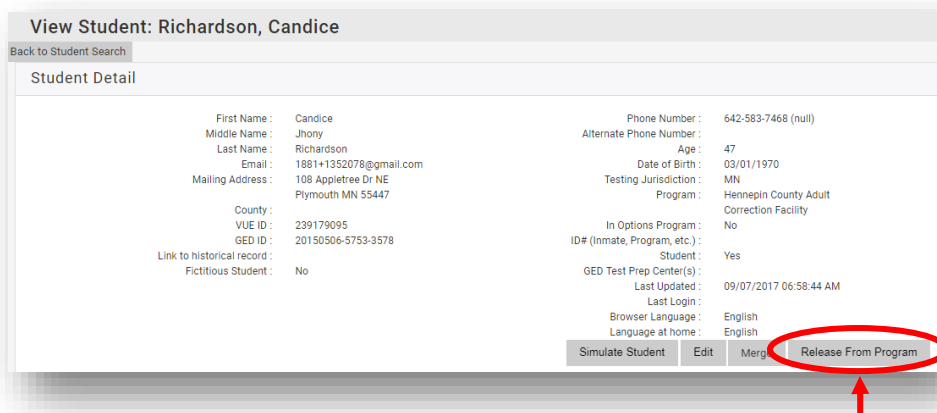 View Student: Richardson, Candice
Back to Student Search
Student Detail
First Name : Candice
Middle Name : Jhony
Last Name : Richardson
Email : 1881+1352078@gmail.com
Mailing Address : 108 Appletree Dr NE
Plymouth MN 55447
County :
VUE ID : 239179095
GED ID : 20150506-5753-3578
Link to historical record :
Fictitious Student : No
Phone Number : 642-583-7468 (null)
Alternate Phone Number :
Age : 47
Date of Birth : 03/01/1970
Testing Jurisdiction : MN
Program : Hennepin County Adult
Correction Facility
In Options Program : No
ID# (Inmate, Program, etc.) :
Student : Yes
GED Test Prep Center(s) :
Last Updated : 09/07/2017 06:58:44 AM
Last Login :
Browser Language : English
Language at home : English
Simulate Student Edit Merge Release From Program